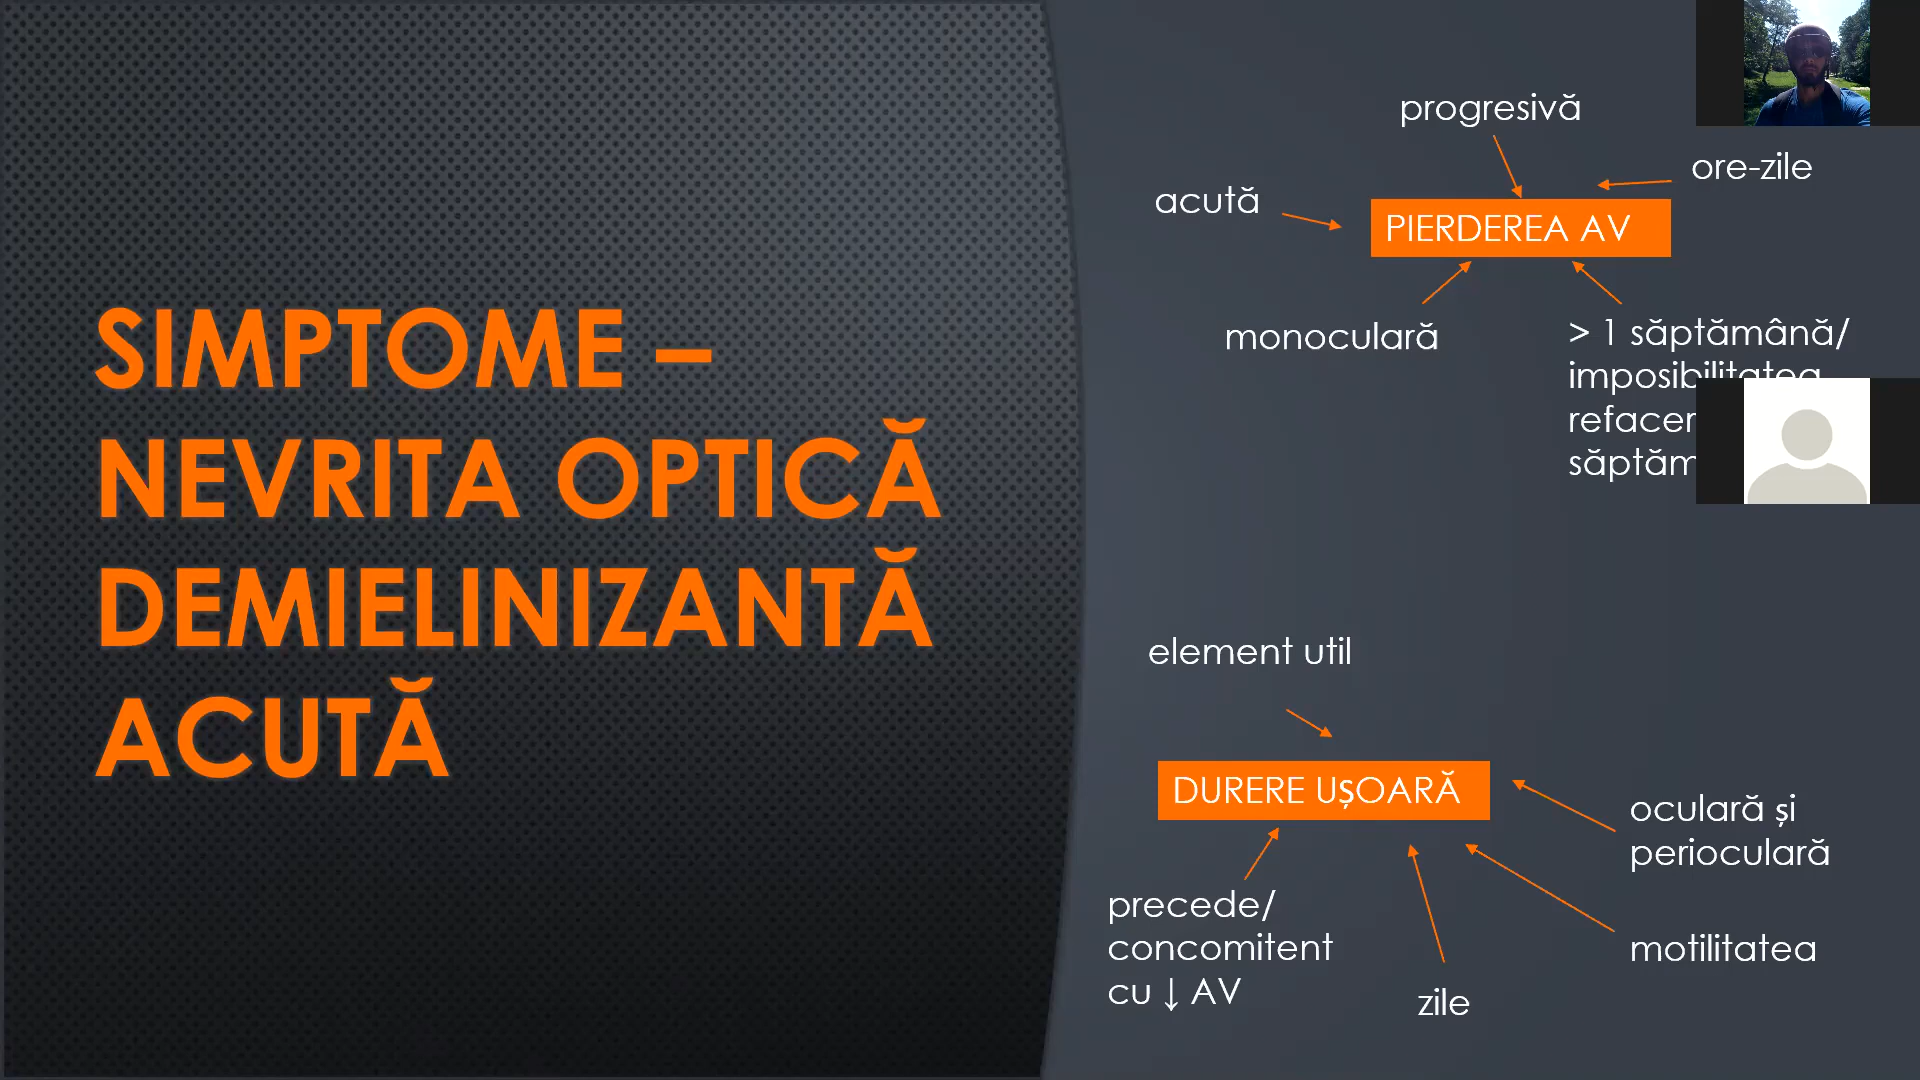 SIMPTOME –
NEVRITA OPTICĂ
DEMIELINIZANTĂ
ACUTĂ
progresivă
ore-zile
acută
PIERDEREA AV
monoculară
> 1 săptămână/
imposibilitatea
element util
DURERE UȘOARĂ
oculară și
perioculară
precede/
concomitent
cu ↓ AV
motilitatea
zile